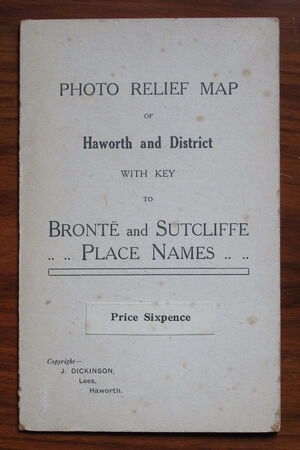 PHOTO RELIEF MAP
OF
Haworth and District
WITH KEY
TO
BRONTË and SUTCLIFFE
.. .. PLACE NAMES .. ..
Price Sixpence
Copyright—
J. DICKINSON,
Lees,
Haworth.